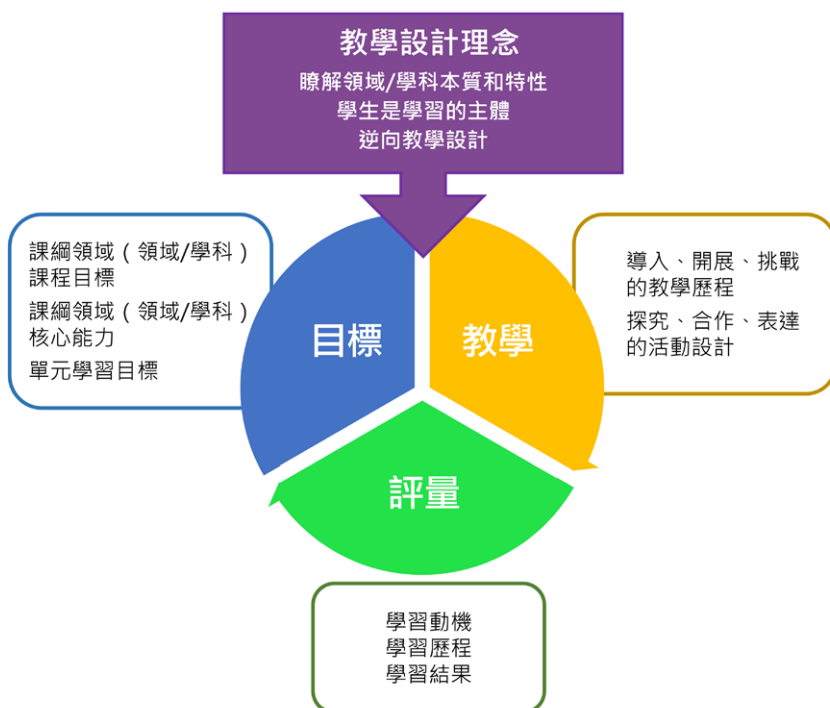 教學設計理念
瞭解領域/學科本質和特性
學生是學習的主體
逆向教學設計
課綱領域（領域/學科）
課程目標
課綱領域（領域/學科）
核心能力
單元學習目標
目標
教學
導入、開展、挑戰
的教學歷程
探究、合作、表達
的活動設計
評量
學習動機
學習歷程
學習結果